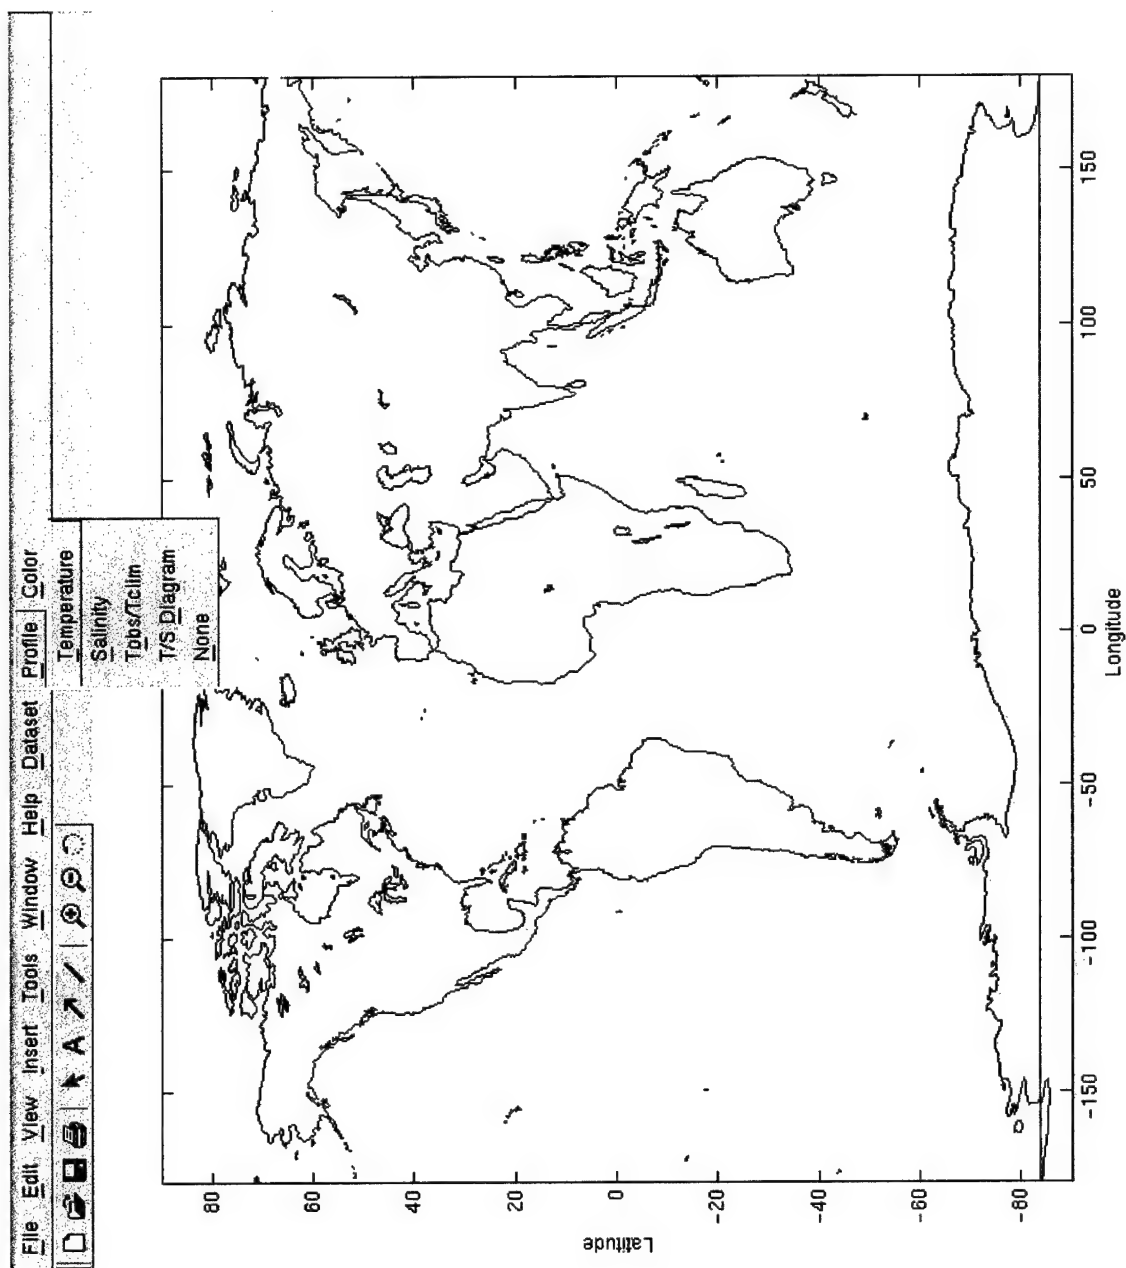 File Edit View Insert Tools Window Help Dataset Profile Color
A
Temperature
Salinity
Tobs/Tclim
T/S Diagram
None
80
60
40
20
0
-20
-40
-60
-80
Latitude
-150 -100 -50 0 50 100 150
Longitude